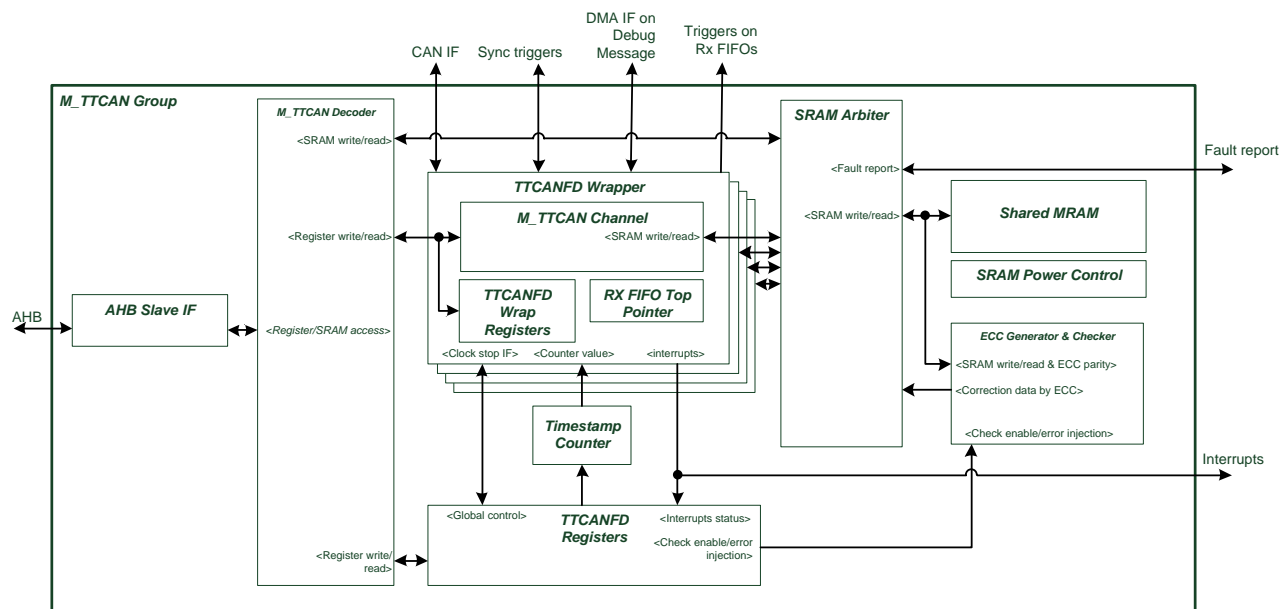 DMA IF on
Debug
Message
Triggers on
Rx FIFOs
CAN IF
Sync triggers
M_TTCAN Group
M_TTCAN Decoder
SRAM Arbiter
<SRAM write/read>
Fault report
<Fault report>
TTCANFD Wrapper
M_TTCAN Channel
<SRAM write/read>
<SRAM write/read>
Shared MRAM
<Register write/read>
SRAM Power Control
TTCANFD
Wrap
Registers
RX FIFO Top
Pointer
AHB
AHB Slave IF
<Register/SRAM access>
ECC Generator & Checker
<Clock stop IF>
<Counter value>
<interrupts>
<SRAM write/read & ECC parity>
<Correction data by ECC>
Timestamp
Counter
<Check enable/error injection>
Interrupts
<Global control>
TTCANFD
Registers
<Interrupts status>
<Check enable/error
injection>
<Register write/
read>